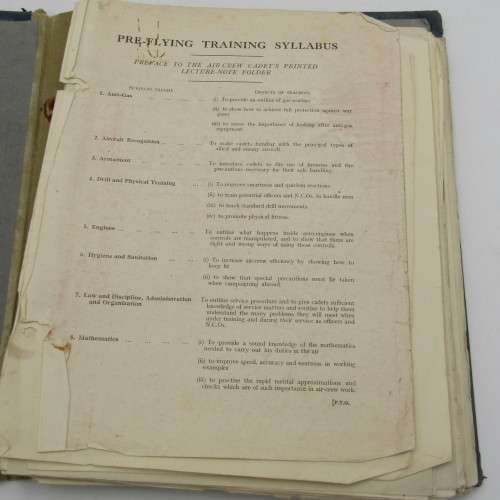 PRE-FLYING TRAINING SYLLABUS
PREFACE TO THE AIR CREW CADET'S PRINTED
LECTURE-NOTE FOLDER
SUBJECTS TAUGHT
OBJECTS OF TRAINING
1. Anti-Gas ... ... ... ... (i) To provide an outline of gas warfare
(ii) to show how to achieve full protection against war
gases
(iii) to stress the importance of looking after anti-gas
equipment.
2. Aircraft Recognition ... ... To make cadets familiar with the principal types of
allied and enemy aircraft.
3. Armament ... ... ... To introduce cadets to the use of firearms and the
precautions necessary for their safe handling.
4. Drill and Physical Training ... (i) To improve smartness and quicken reactions
(ii) to train potential officers and N.C.Os. to handle men
(iii) to teach standard drill movements
(iv) to promote physical fitness.
5. Engines ... ... ... ... To outline what happens inside aero-engines when
controls are manipulated, and to show that there are
right and wrong ways of using these controls.
6. Hygiene and Sanitation ... ... (i) To increase aircrew efficiency by showing how to
keep fit
(ii) to show that special precautions must be taken
when campaigning abroad.
7. Law and Discipline, Administration
and Organisation
To outline service procedure and to give cadets sufficient
knowledge of service matters and routine to help them
understand the many problems they will meet when
under training and during their service as officers and
N.C.Os.
8. Mathematics ... ... ... ... (i) To provide a sound knowledge of the mathematics
needed to carry out his duties in the air
(ii) to improve speed, accuracy and neatness in working
examples
(iii) to practise the rapid mental approximations and
checks which are of such importance in air-crew work.
[P.T.O.